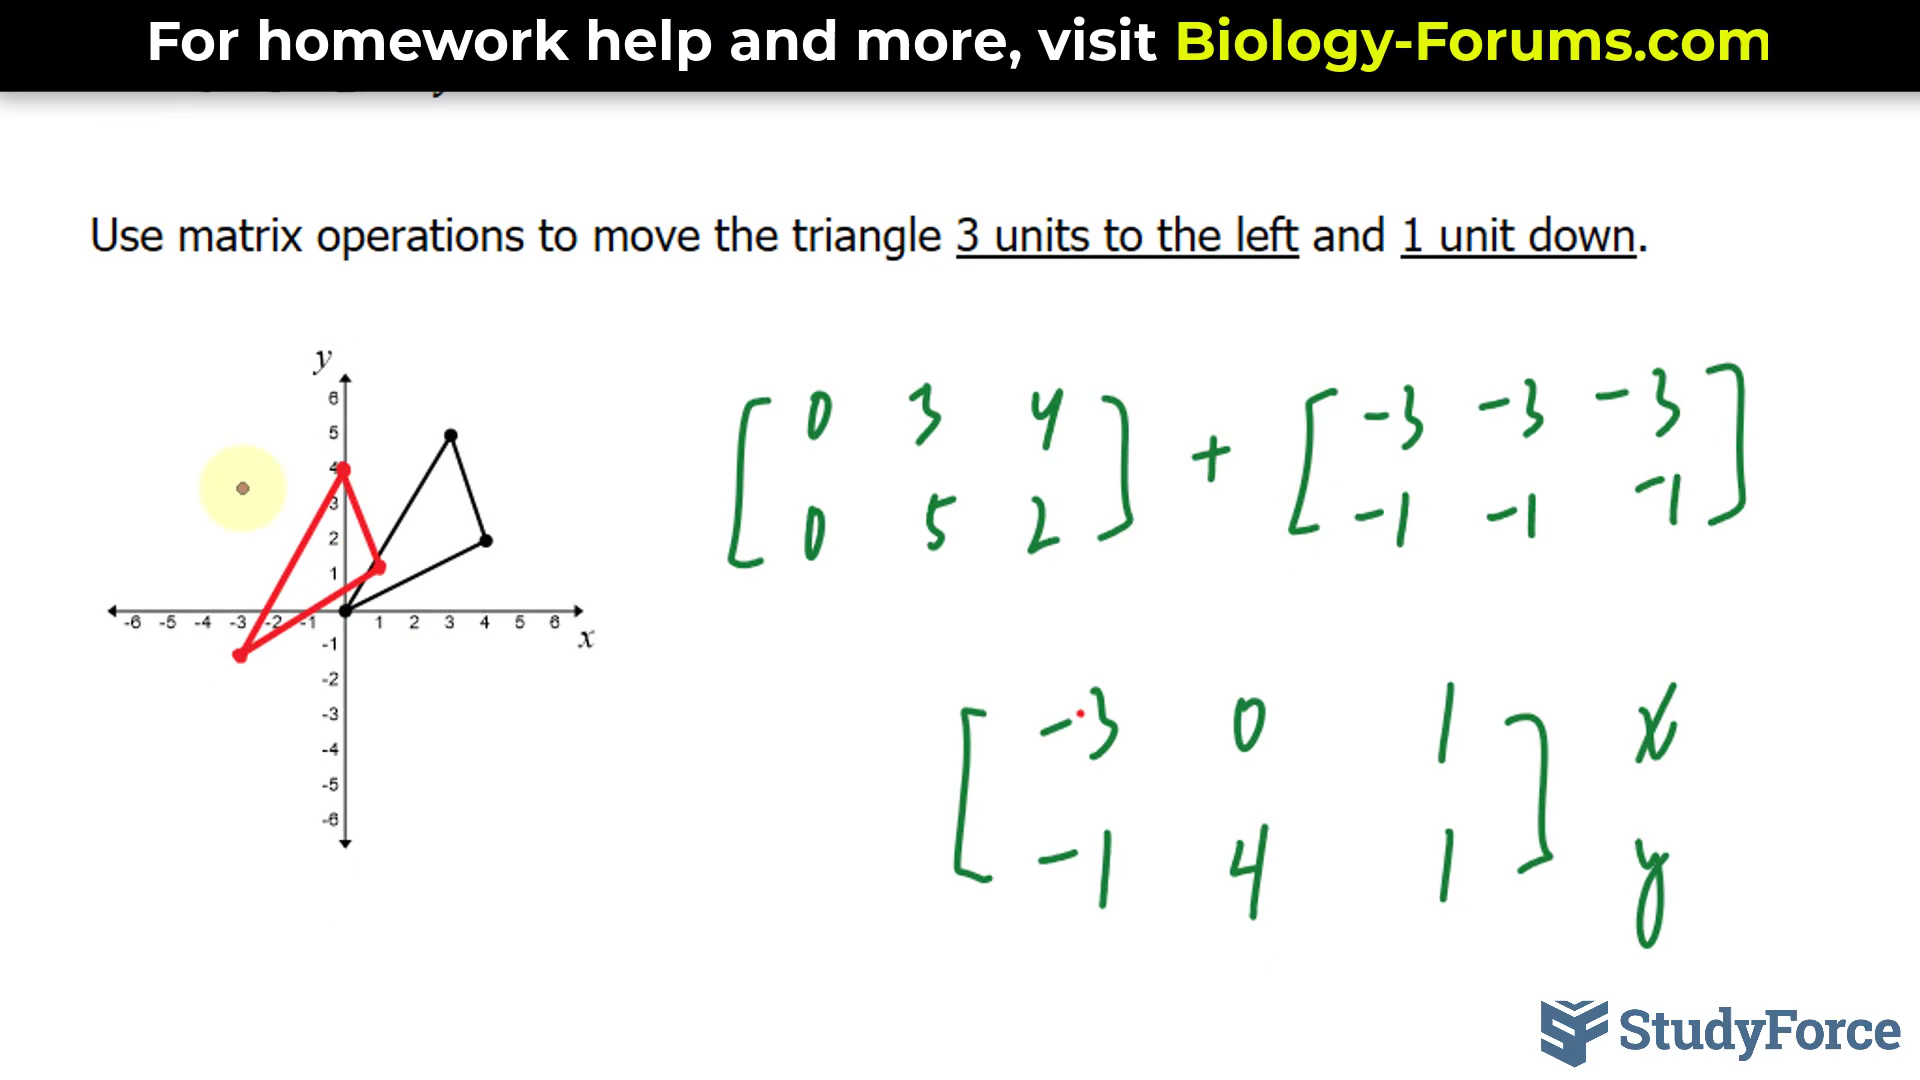 For homework help and more, visit Biology-Forums.com
Use matrix operations to move the triangle 3 units to the left and 1 unit down.
y
6
5
4
3
2
1
-6 -5 -4 -3 -2 -1 1 2 3 4 5 6
x
-1
-2
-3
-4
-5
-6
0 3 4 + -3 -3 -3
0 5 2 -1 -1 -1
-3 0 1 x
-1 4 1 y
StudyForce